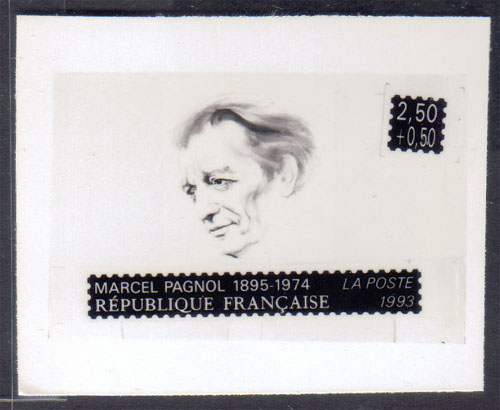 2,50
+0,50
MARCEL PAGNOL 1895-1974 LA POSTE
RÉPUBLIQUE FRANÇAISE 1993